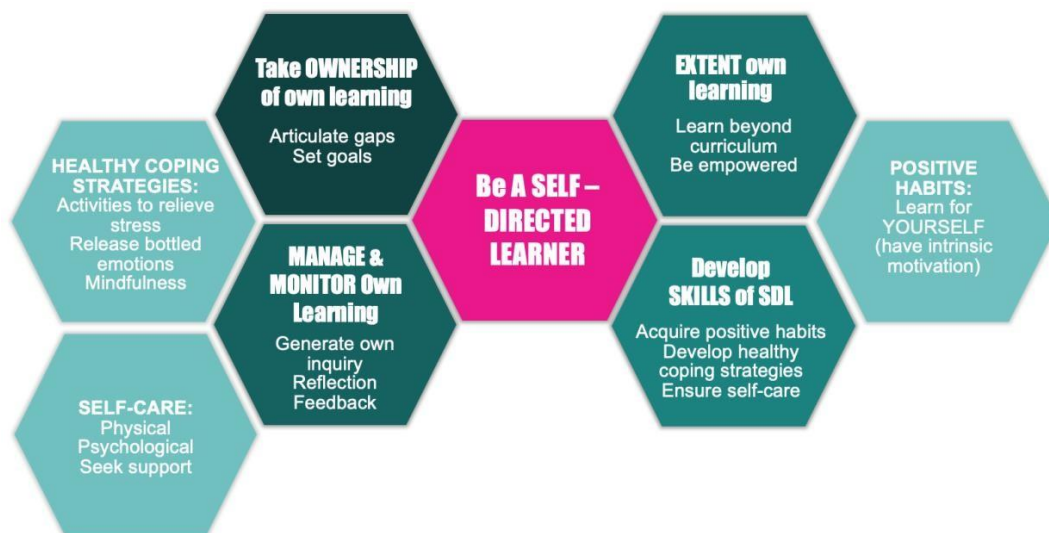 Take OWNERSHIP
of own learning
Articulate gaps
Set goals
EXTENT own
learning
Learn beyond
curriculum
Be empowered
HEALTHY COPING
STRATEGIES:
Activities to relieve
stress
Release bottled
emotions
Mindfulness
Be A SELF –
DIRECTED
LEARNER
POSITIVE
HABITS:
Learn for
YOURSELF
(have intrinsic
motivation)
MANAGE &
MONITOR Own
Learning
Generate own
inquiry
Reflection
Feedback
Develop
SKILLS of SDL
Acquire positive habits
Develop healthy
coping strategies
Ensure self-care
SELF-CARE:
Physical
Psychological
Seek support